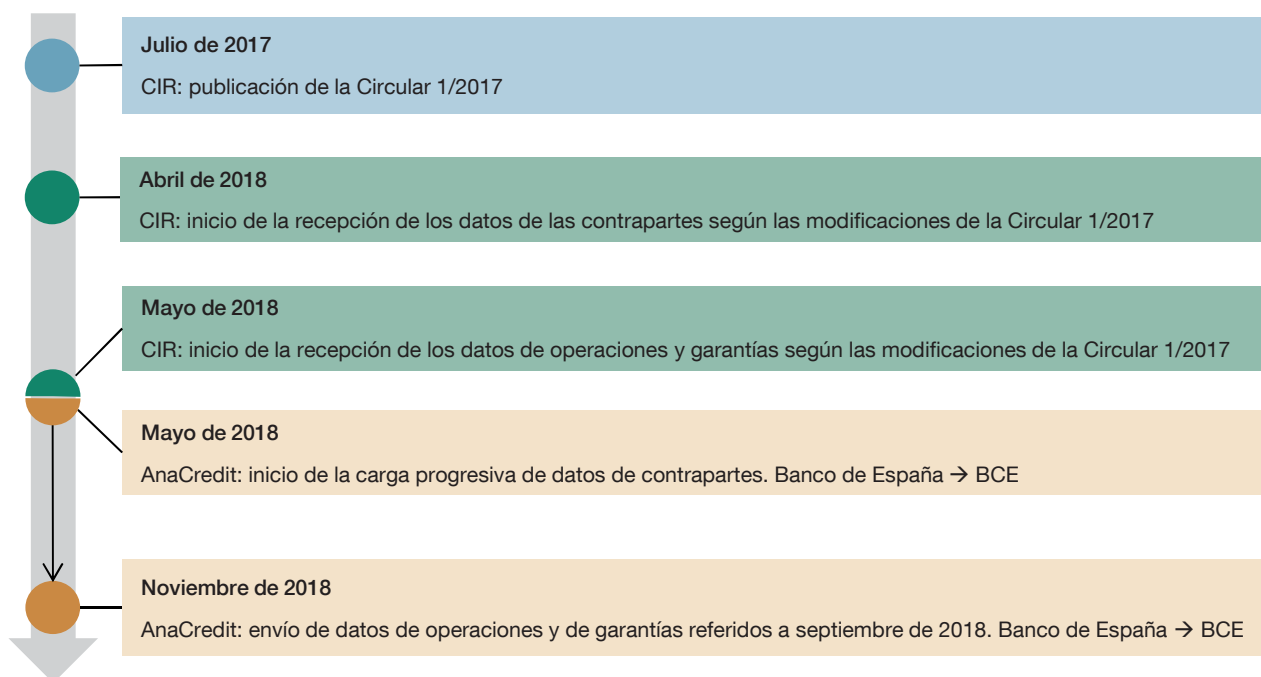 Julio de 2017
CIR: publicación de la Circular 1/2017
Abril de 2018
CIR: inicio de la recepción de los datos de las contrapartes según las modificaciones de la Circular 1/2017
Mayo de 2018
CIR: inicio de la recepción de los datos de operaciones y garantías según las modificaciones de la Circular 1/2017
Mayo de 2018
AnaCredit: inicio de la carga progresiva de datos de contrapartes. Banco de España → BCE
Noviembre de 2018
AnaCredit: envío de datos de operaciones y de garantías referidos a septiembre de 2018. Banco de España → BCE